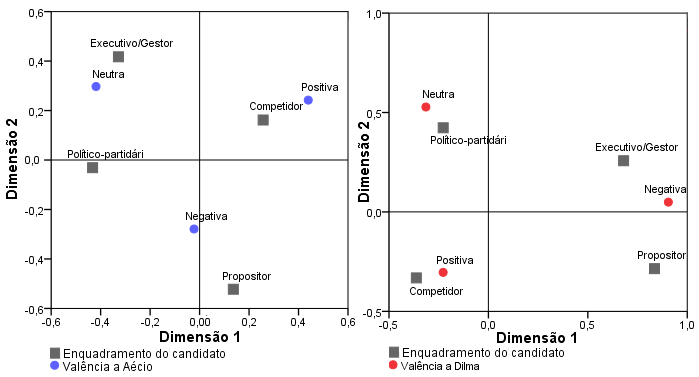 0,6
0,4
0,2
0,0
-0,2
-0,4
-0,6
Dimensão 2
Executivo/Gestor
Neutra
Positiva
Competidor
Político-partidári
Negativa
Propositor
-0,6 -0,4 -0,2 0,00 0,2 0,4 0,6
Dimensão 1
Enquadramento do candidato
Valência a Aécio
1,0
0,5
0,0
-0,5
Dimensão 2
Neutra
Político-partidári
Executivo/Gestor
Negativa
Propositor
Positiva
Competidor
-0,5 0,0 0,5 1,0
Dimensão 1
Enquadramento do candidato
Valência a Dilma